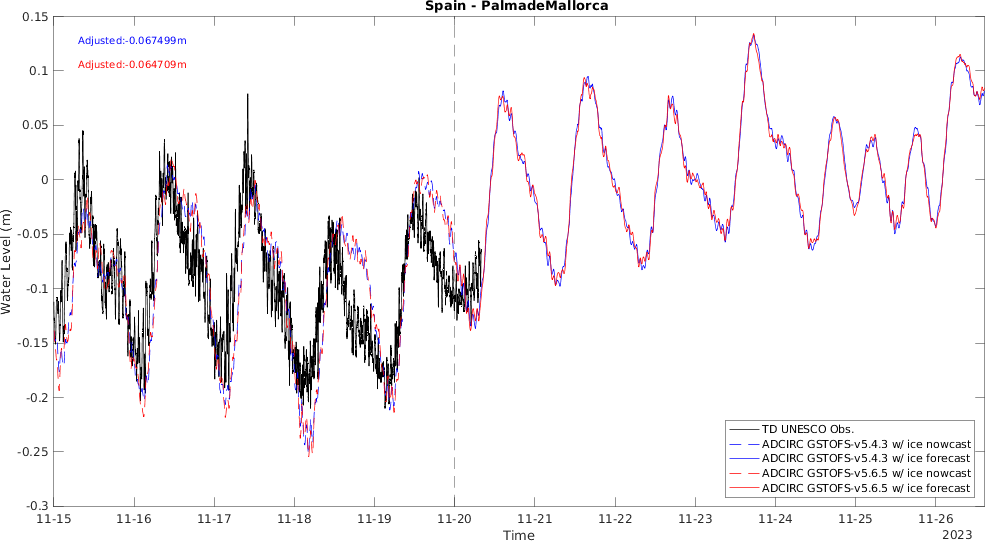 Spain - PalmadeMallorca
Adjusted:-0.067499m
Adjusted:-0.064709m
Water Level (m)
0.15
0.1
0.05
0
-0.05
-0.1
-0.15
-0.2
-0.25
-0.3
TD UNESCO Obs.
ADCIRC GSTOFS-v5.4.3 w/ ice nowcast
ADCIRC GSTOFS-v5.4.3 w/ ice forecast
ADCIRC GSTOFS-v5.6.5 w/ ice nowcast
ADCIRC GSTOFS-v5.6.5 w/ ice forecast
11-15 11-16 11-17 11-18 11-19 11-20 11-21 11-22 11-23 11-24 11-25 11-26
Time
2023